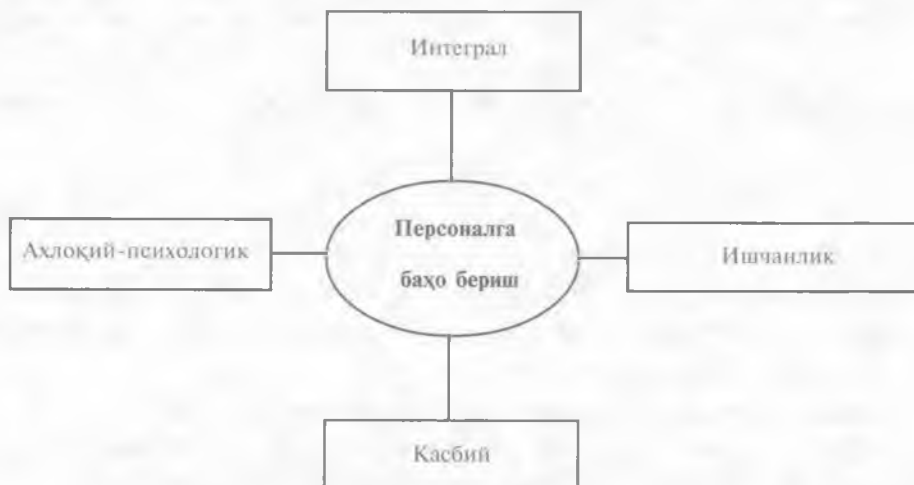 Интеграл
Персоналга
баҳо бериш
Ахлоқий-психологик
Ишчанлик
Касбий